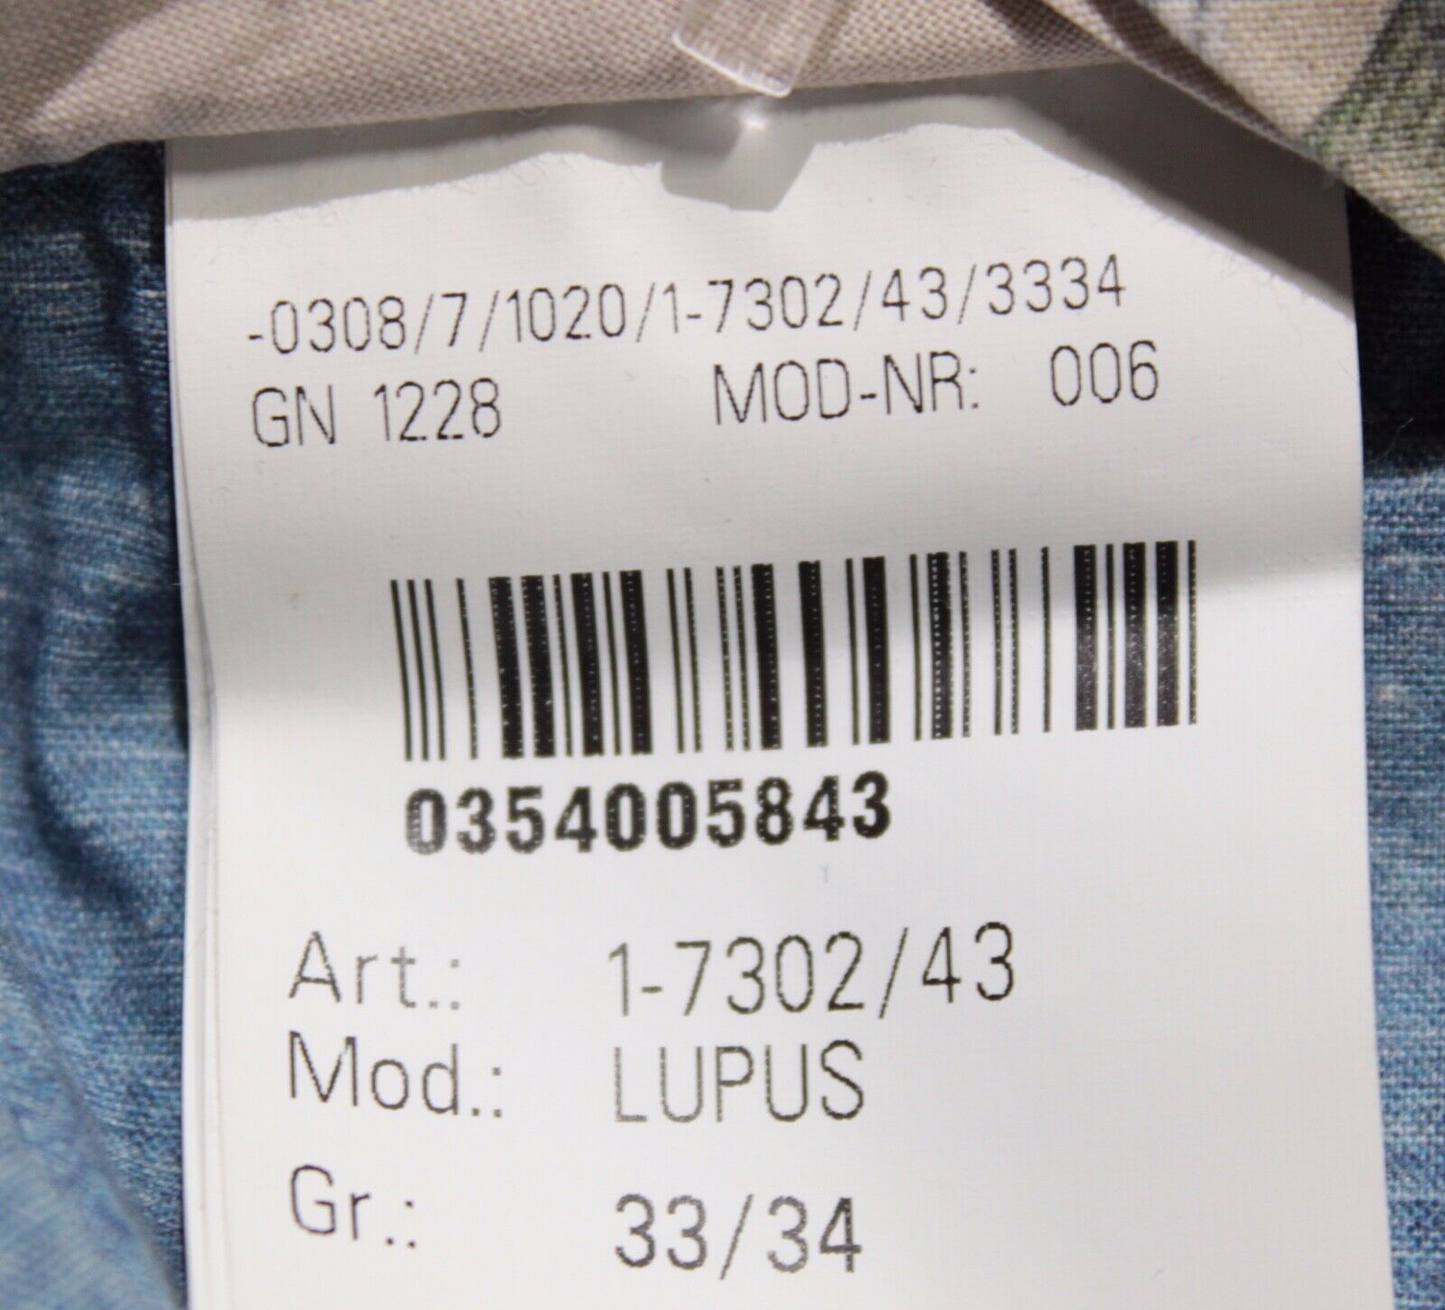 -0308/7/1020/1-7302/43/3334
GN 1228 MOD-NR: 006
0354005843
Art.: 1-7302/43
Mod.: LUPUS
Gr.: 33/34